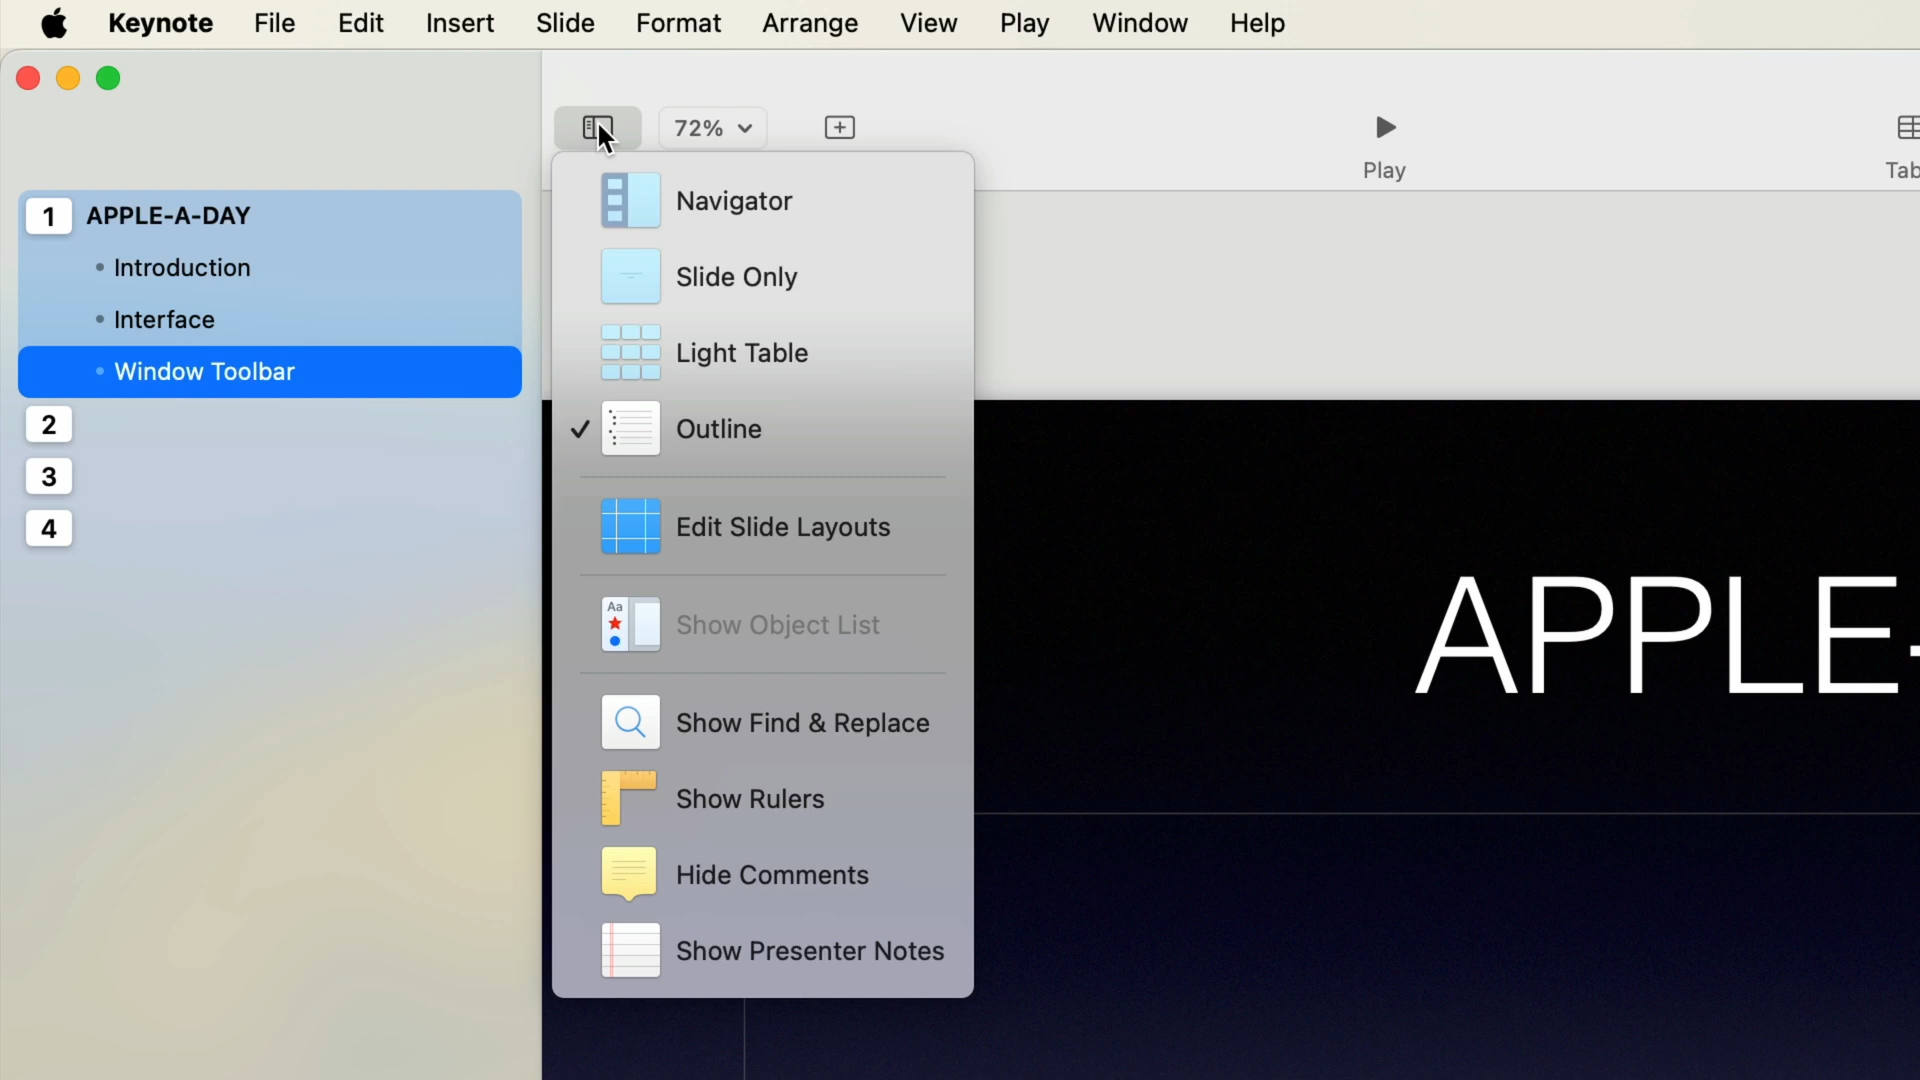 Keynote File Edit Insert Slide Format Arrange View Play Window Help
72%
Play
Tab
1 APPLE-A-DAY
• Introduction
• Interface
• Window Toolbar
2
3
4
Navigator
Slide Only
Light Table
✓ Outline
Edit Slide Layouts
Aa
Show Object List
Show Find & Replace
Show Rulers
Hide Comments
Show Presenter Notes
APPLE-